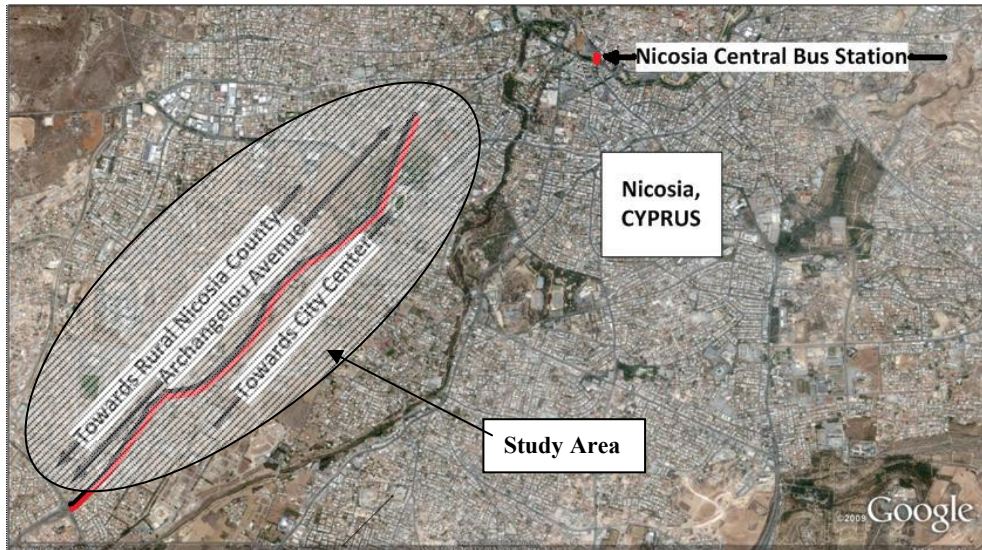 Nicosia Central Bus Station
Nicosia,
CYPRUS
Towards Rural Nicosia County
Archangelou Avenue
Towards City Center
Study Area
©2009 Google